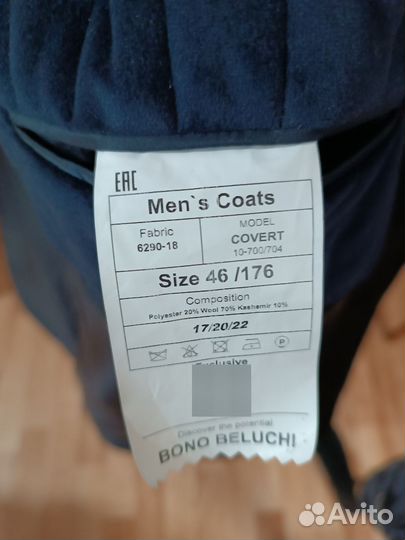 EAC
Men`s Coats
Fabric
6290-18
MODEL
COVERT
10-700/704
Size 46 /176
Composition
Polyester 20% Wool 70% Kashemir 10%
17/20/22
P
Exclusive
Discover the potential
BONO BELUCHI
Avito